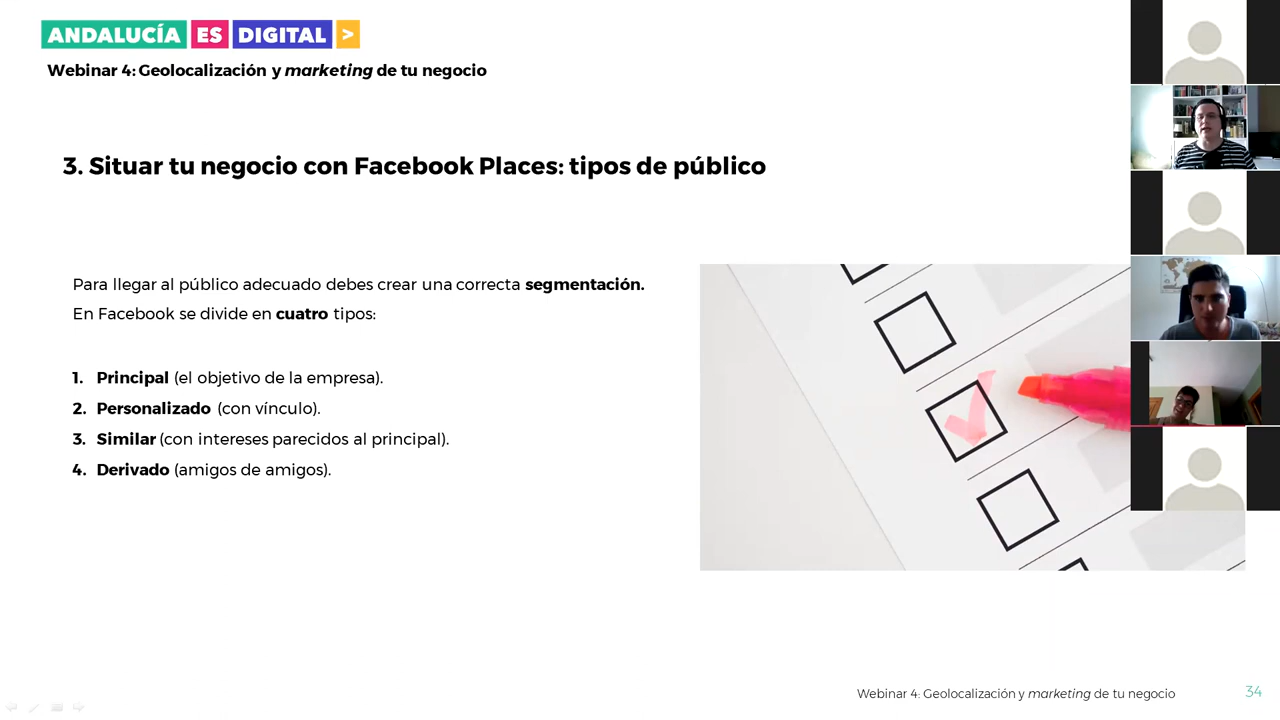 ANDALUCÍA ES DIGITAL >
Webinar 4: Geolocalización y marketing de tu negocio
3. Situar tu negocio con Facebook Places: tipos de público
Para llegar al público adecuado debes crear una correcta segmentación.
En Facebook se divide en cuatro tipos:
1. Principal (el objetivo de la empresa).
2. Personalizado (con vínculo).
3. Similar (con intereses parecidos al principal).
4. Derivado (amigos de amigos).
Webinar 4: Geolocalización y marketing de tu negocio
34